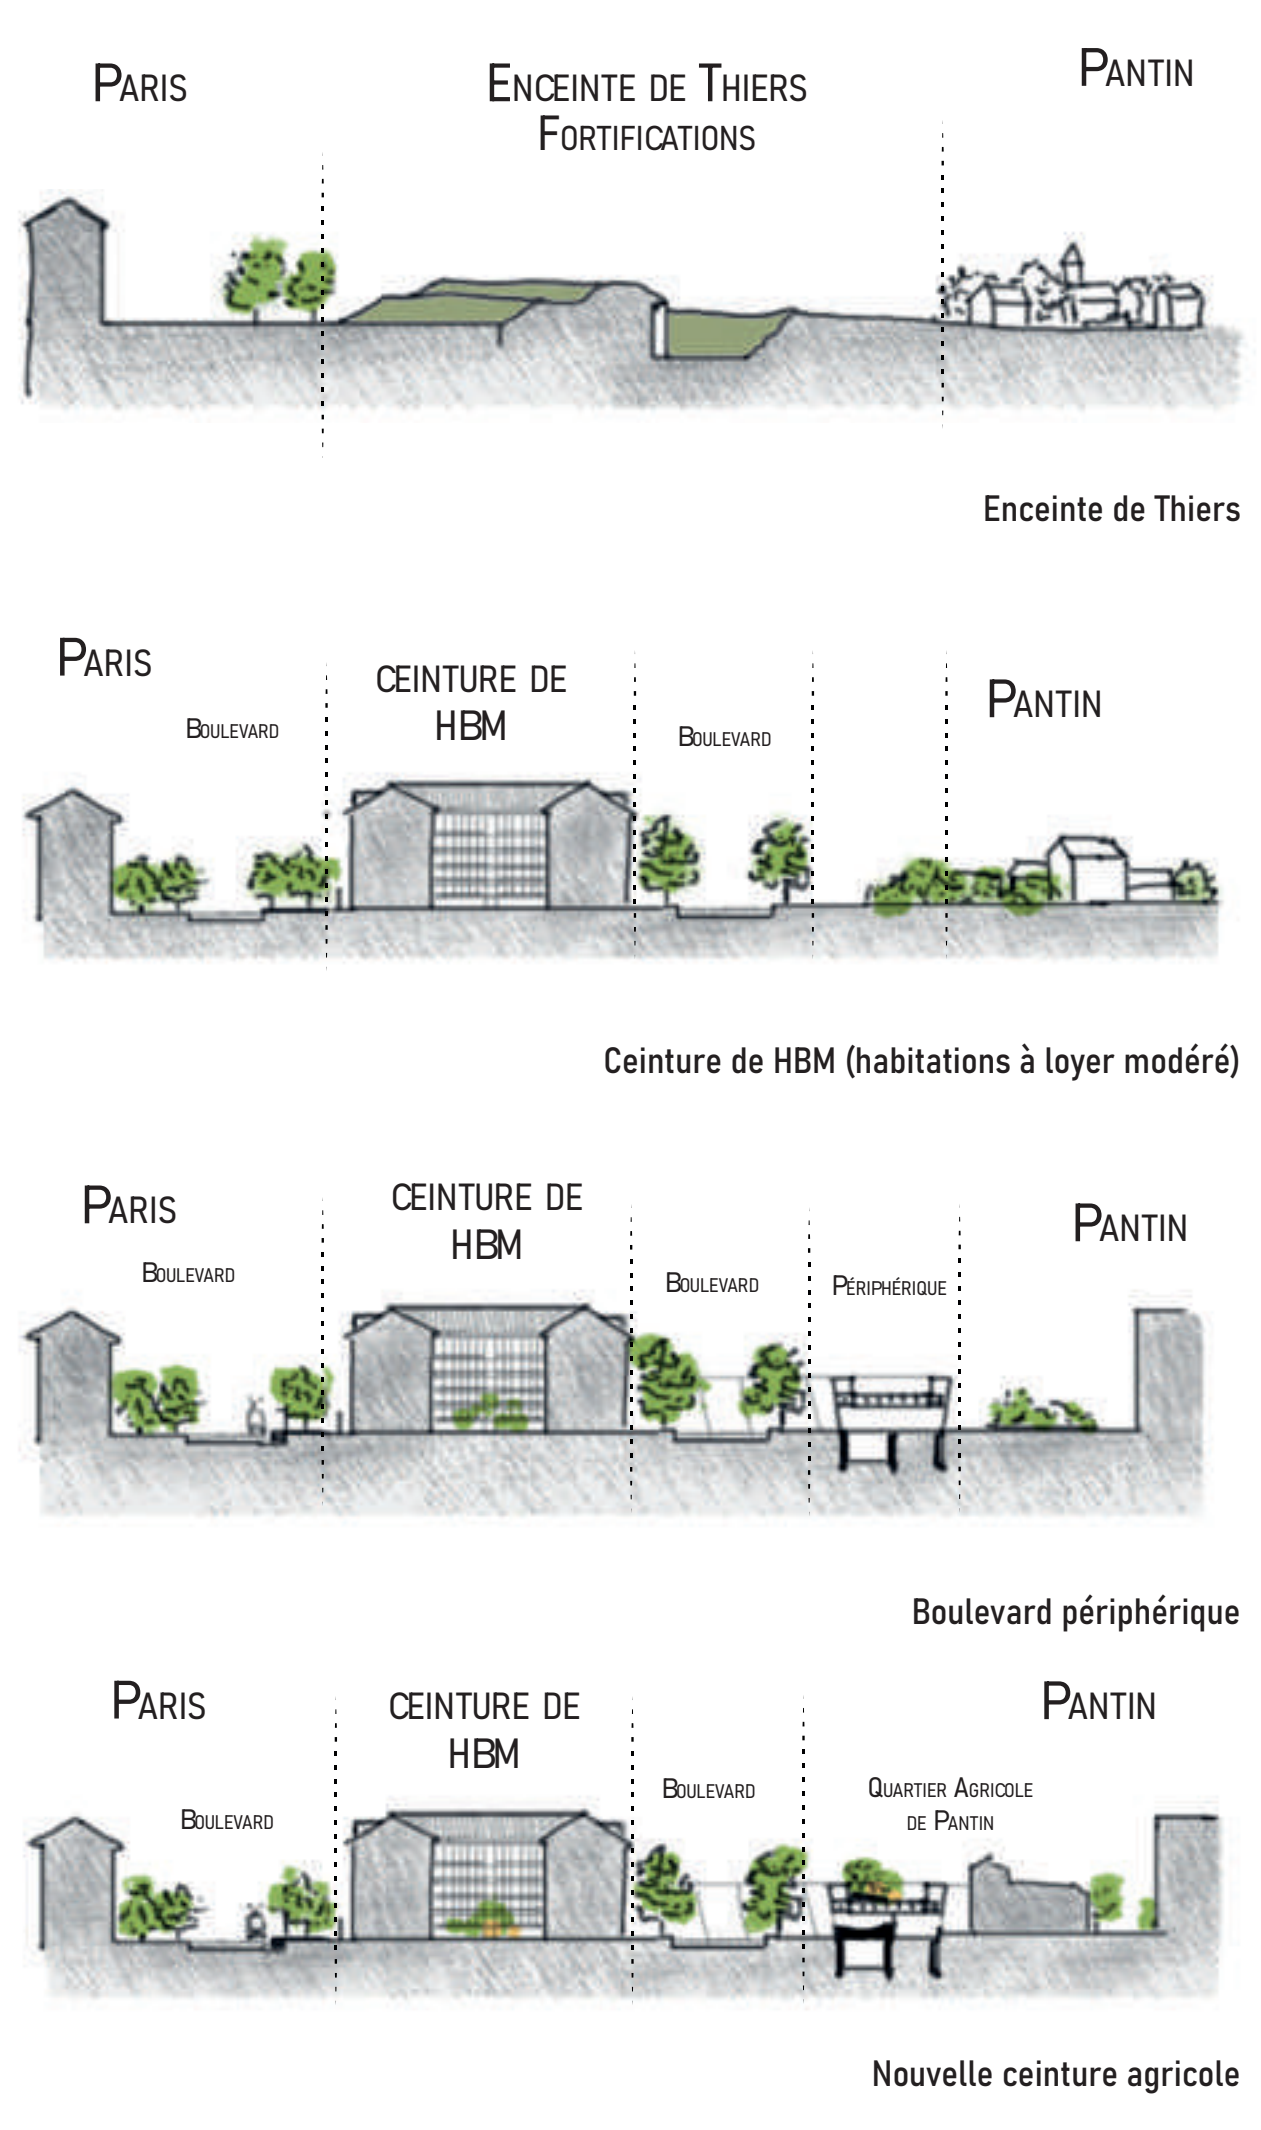 Paris
Enceinte de Thiers
Fortifications
Pantin
Enceinte de Thiers
Paris
Boulevard
CEINTURE DE
HBM
Boulevard
Pantin
Ceinture de HBM (habitations à loyer modéré)
Paris
Boulevard
CEINTURE DE
HBM
Boulevard
Périphérique
Pantin
Boulevard périphérique
Paris
Boulevard
CEINTURE DE
HBM
Boulevard
Quartier Agricole
de Pantin
Pantin
Nouvelle ceinture agricole